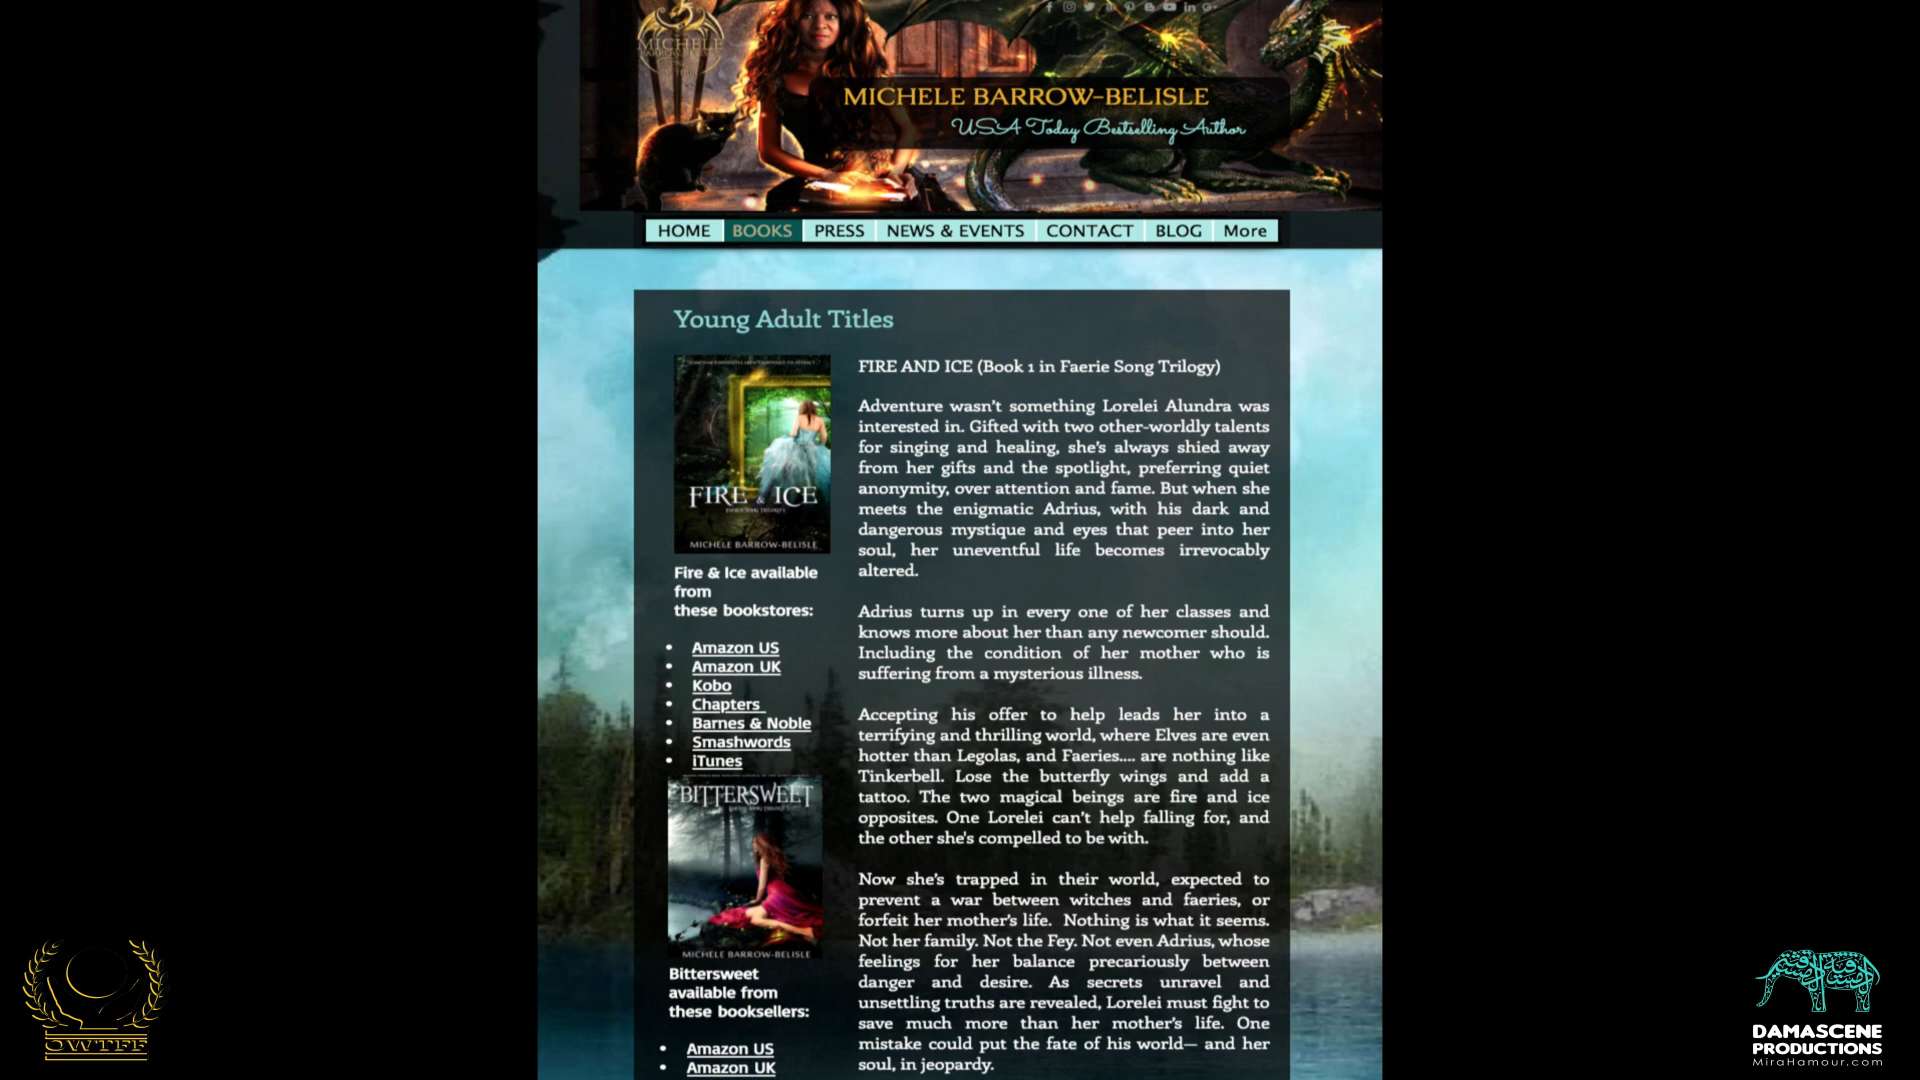 MICHELE
MICHELE BARROW-BELISLE
USA Today Bestselling Author
HOME BOOKS PRESS NEWS & EVENTS CONTACT BLOG More
Young Adult Titles
FIRE & ICE
MICHELE BARROW-BELISLE
Fire & Ice available
from
these bookstores:
• Amazon US
• Amazon UK
• Kobo
• Chapters
• Barnes & Noble
• Smashwords
• iTunes
BITTERSWEET
MICHELE BARROW-BELISLE
Bittersweet
available from
these booksellers:
• Amazon US
• Amazon UK
FIRE AND ICE (Book 1 in Faerie Song Trilogy)
Adventure wasn't something Lorelei Alundra was
interested in. Gifted with two other-worldly talents
for singing and healing, she's always shied away
from her gifts and the spotlight, preferring quiet
anonymity, over attention and fame. But when she
meets the enigmatic Adrius, with his dark and
dangerous mystique and eyes that peer into her
soul, her uneventful life becomes irrevocably
altered.
Adrius turns up in every one of her classes and
knows more about her than any newcomer should.
Including the condition of her mother who is
suffering from a mysterious illness.
Accepting his offer to help leads her into a
terrifying and thrilling world, where Elves are even
hotter than Legolas, and Faeries.... are nothing like
Tinkerbell. Lose the butterfly wings and add a
tattoo. The two magical beings are fire and ice
opposites. One Lorelei can't help falling for, and
the other she's compelled to be with.
Now she's trapped in their world, expected to
prevent a war between witches and faeries, or
forfeit her mother's life. Nothing is what it seems.
Not her family. Not the Fey. Not even Adrius, whose
feelings for her balance precariously between
danger and desire. As secrets unravel and
unsettling truths are revealed, Lorelei must fight to
save much more than her mother's life. One
mistake could put the fate of his world— and her
soul, in jeopardy.
OWTFF
DAMASCENE
PRODUCTIONS
MiraHamour.com